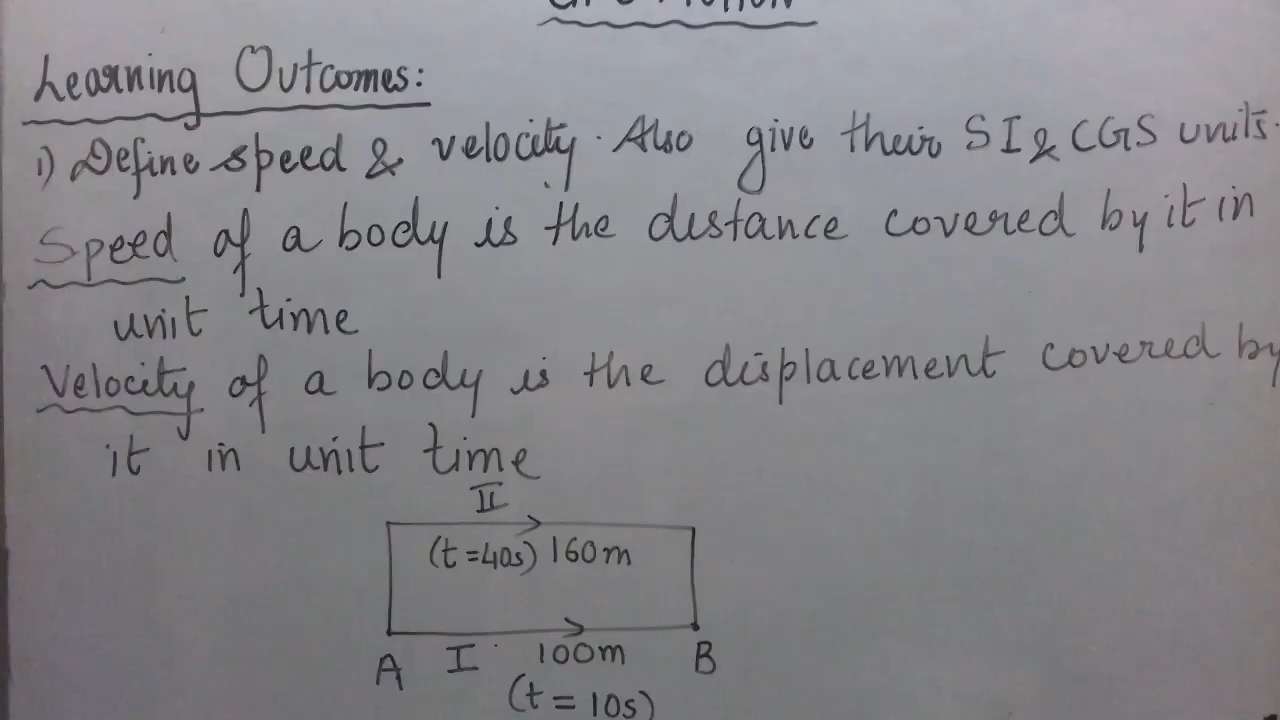 Learning Outcomes:
1) Define speed & velocity. Also give their SI & CGS units.
Speed of a body is the distance covered by it in
unit time
Velocity of a body is the displacement covered by
it in unit time
II
(t=40s) 160m
A I 100m B
(t = 10s)